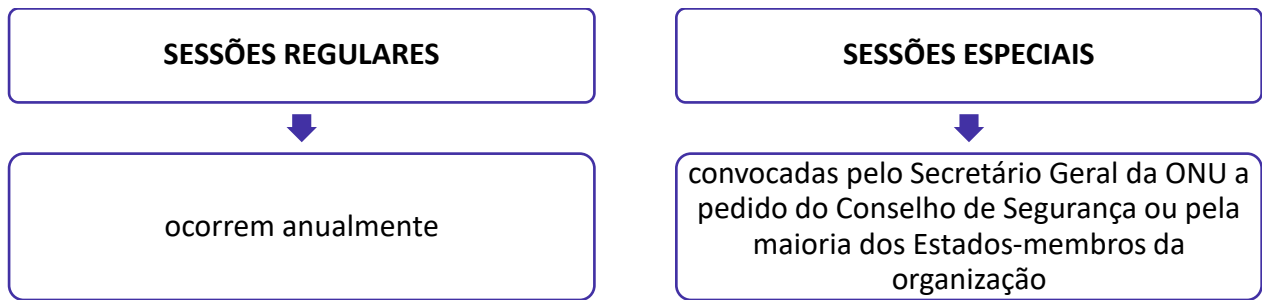 SESSÕES REGULARES
ocorrem anualmente
SESSÕES ESPECIAIS
convocadas pelo Secretário Geral da ONU a
pedido do Conselho de Segurança ou pela
maioria dos Estados-membros da
organização